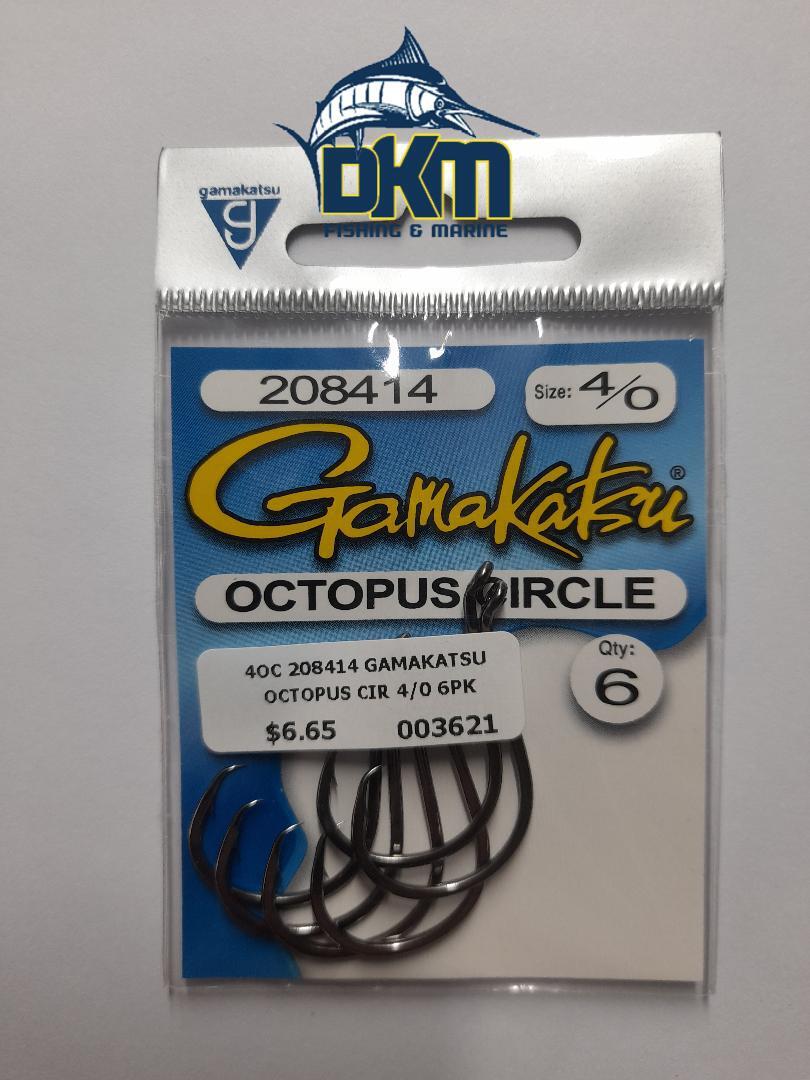 DKM
FISHING & MARINE
gamakatsu
G
208414
Size: 4/0
Gamakatsu®
OCTOPUS CIRCLE
4OC 208414 GAMAKATSU
OCTOPUS CIR 4/0 6PK
$6.65 003621
Qty:
6